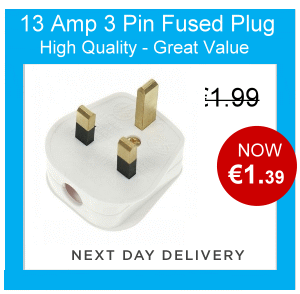 13 Amp 3 Pin Fused Plug
High Quality - Great Value
£1.99
NOW
€1.39
NEXT DAY DELIVERY